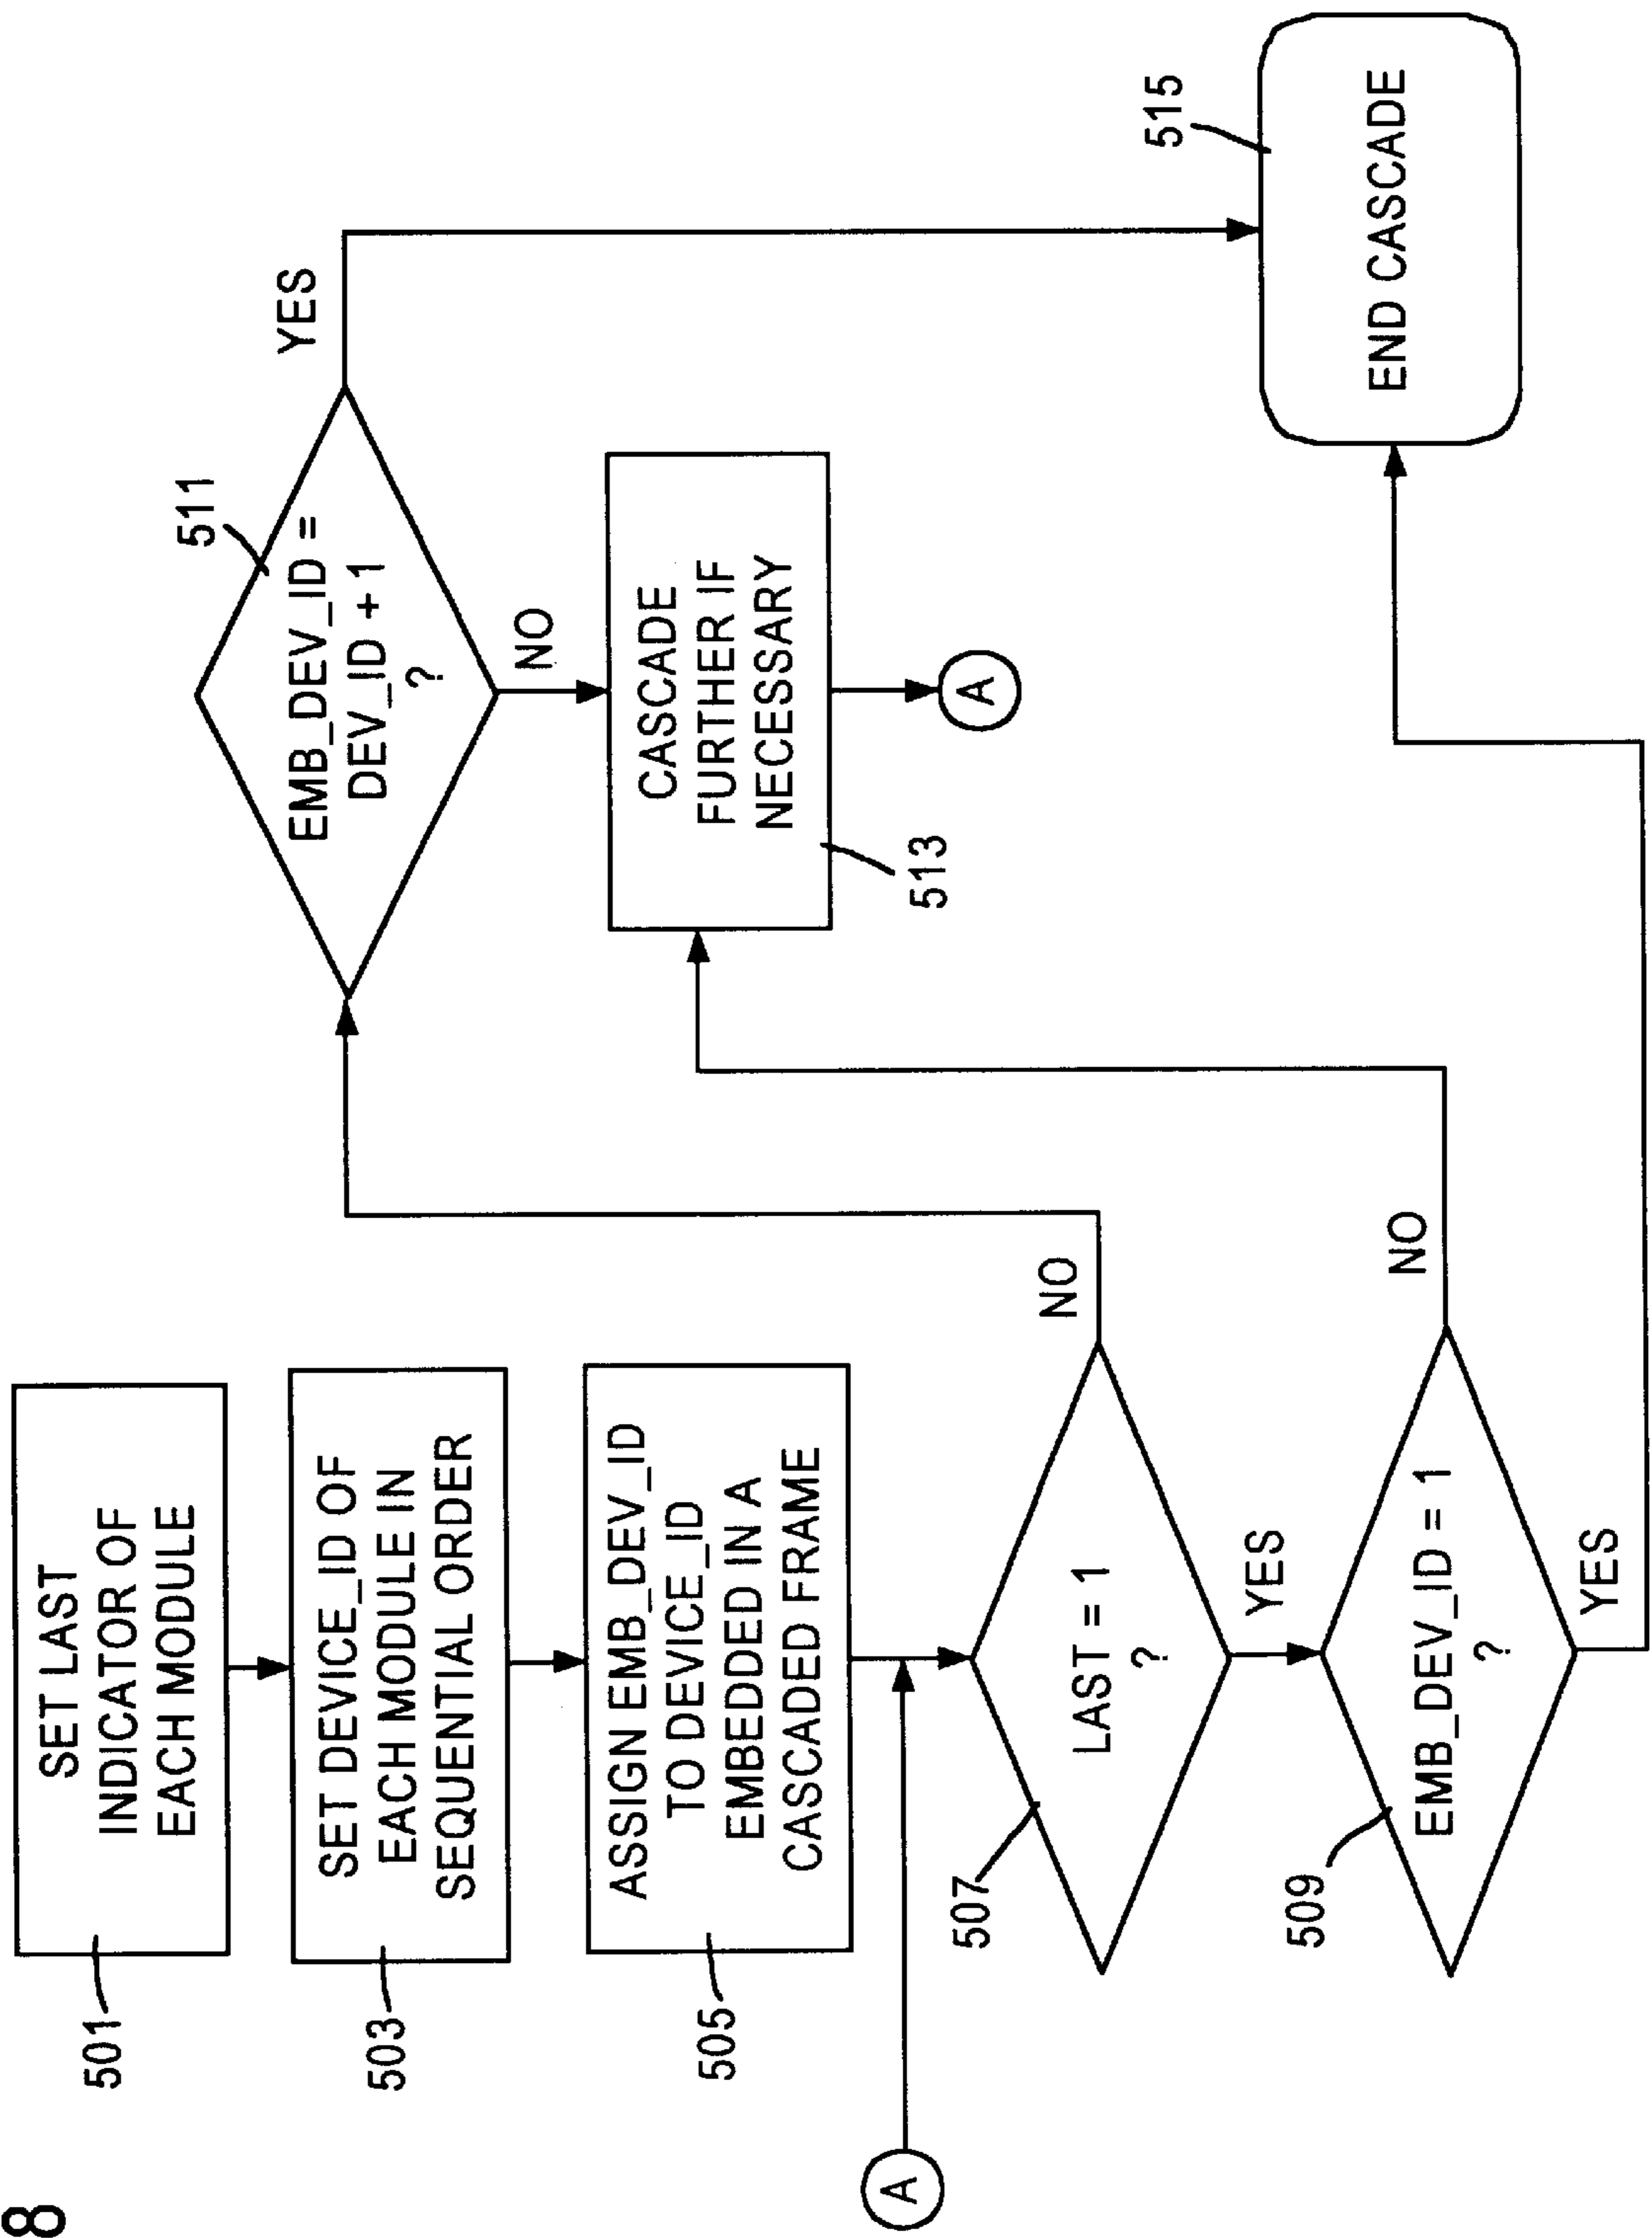 8
501
SET LAST
INDICATOR OF
EACH MODULE
503
SET DEVICE_ID OF
EACH MODULE IN
SEQUENTIAL ORDER
505
ASSIGN EMB_DEV_ID
TO DEVICE_ID
EMBEDDED IN A
CASCADED FRAME
A
507
LAST = 1
?
NO
YES
509
EMB_DEV_ID = 1
?
NO
YES
511
EMB_DEV_ID =
DEV_ID + 1
?
YES
NO
513
CASCADE
FURTHER IF
NECESSARY
A
515
END CASCADE